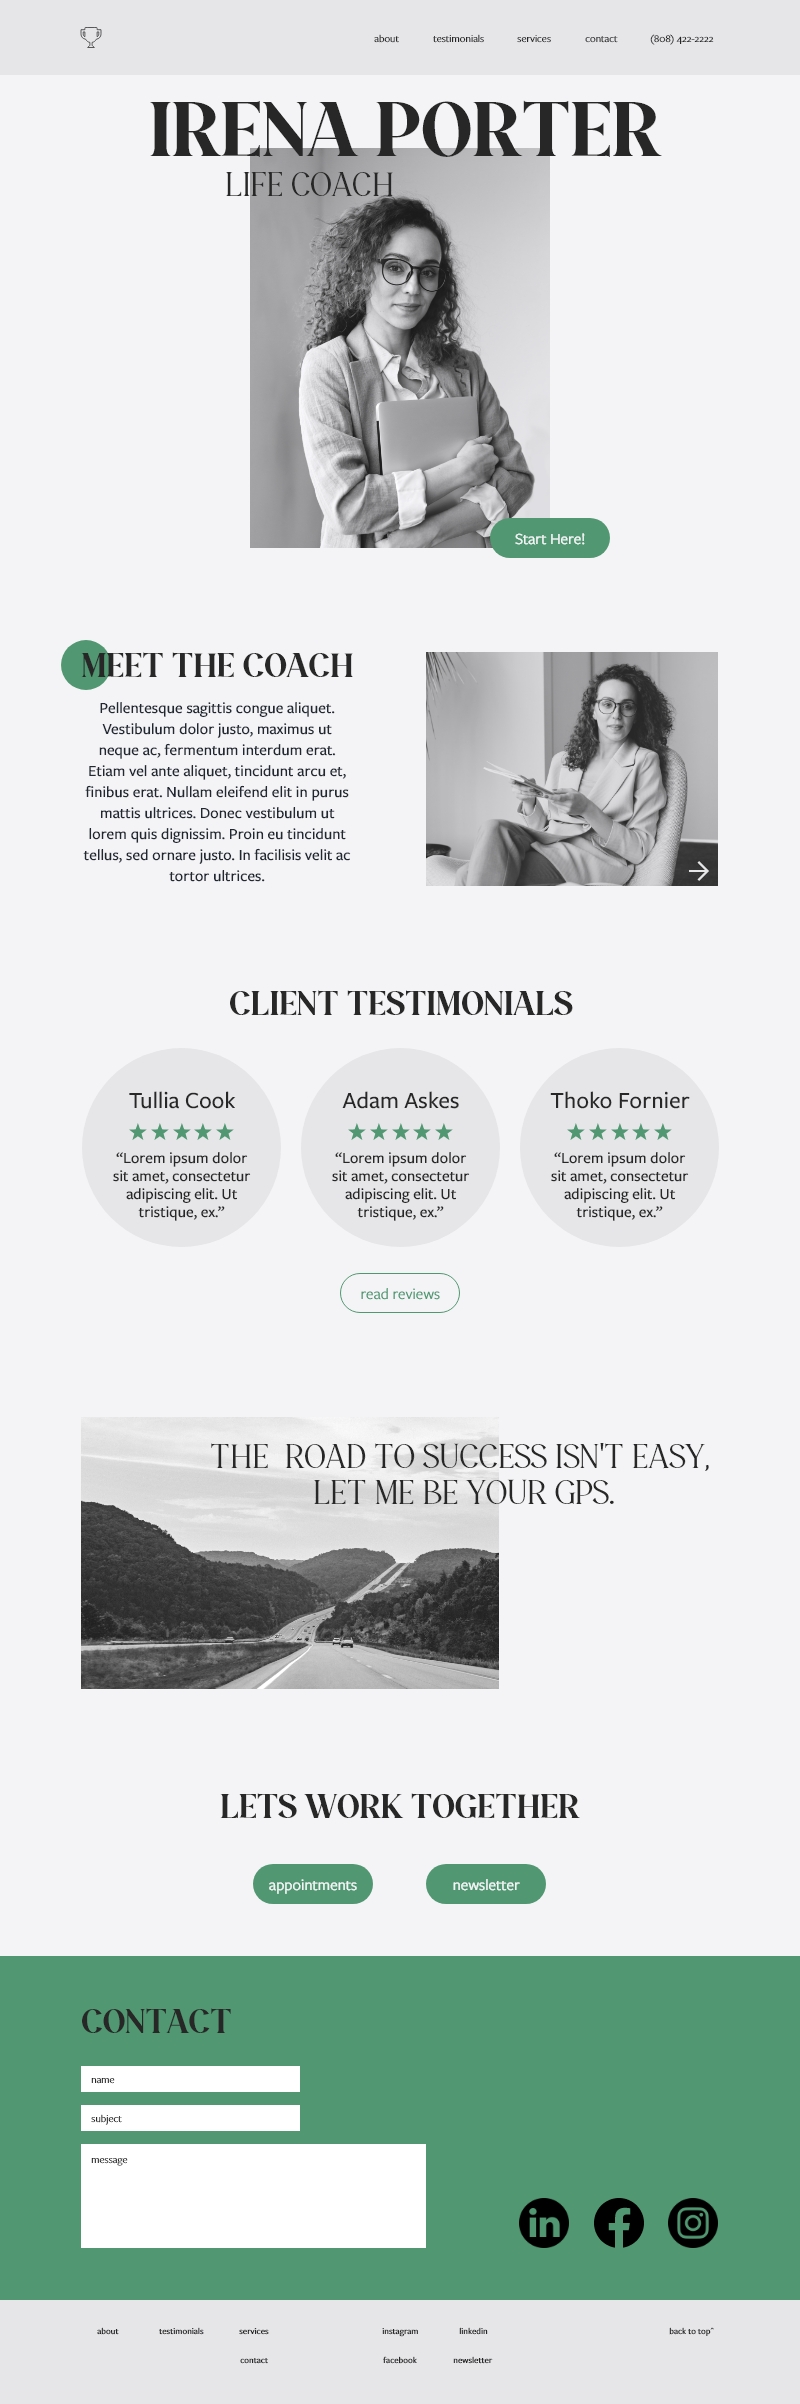 about testimonials services contact (808) 422-2222
IRENA PORTER
LIFE COACH
Start Here!
MEET THE COACH
Pellentesque sagittis congue aliquet.
Vestibulum dolor justo, maximus ut
neque ac, fermentum interdum erat.
Etiam vel ante aliquet, tincidunt arcu et,
finibus erat. Nullam eleifend elit in purus
mattis ultrices. Donec vestibulum ut
lorem quis dignissim. Proin eu tincidunt
tellus, sed ornare justo. In facilisis velit ac
tortor ultrices.
CLIENT TESTIMONIALS
Tullia Cook
“Lorem ipsum dolor
sit amet, consectetur
adipiscing elit. Ut
tristique, ex.”
Adam Askes
“Lorem ipsum dolor
sit amet, consectetur
adipiscing elit. Ut
tristique, ex.”
Thoko Fornier
“Lorem ipsum dolor
sit amet, consectetur
adipiscing elit. Ut
tristique, ex.”
read reviews
THE ROAD TO SUCCESS ISN'T EASY,
LET ME BE YOUR GPS.
LETS WORK TOGETHER
appointments
newsletter
CONTACT
name
subject
message
in
about testimonials services
contact
instagram linkedin
facebook newsletter
back to top^